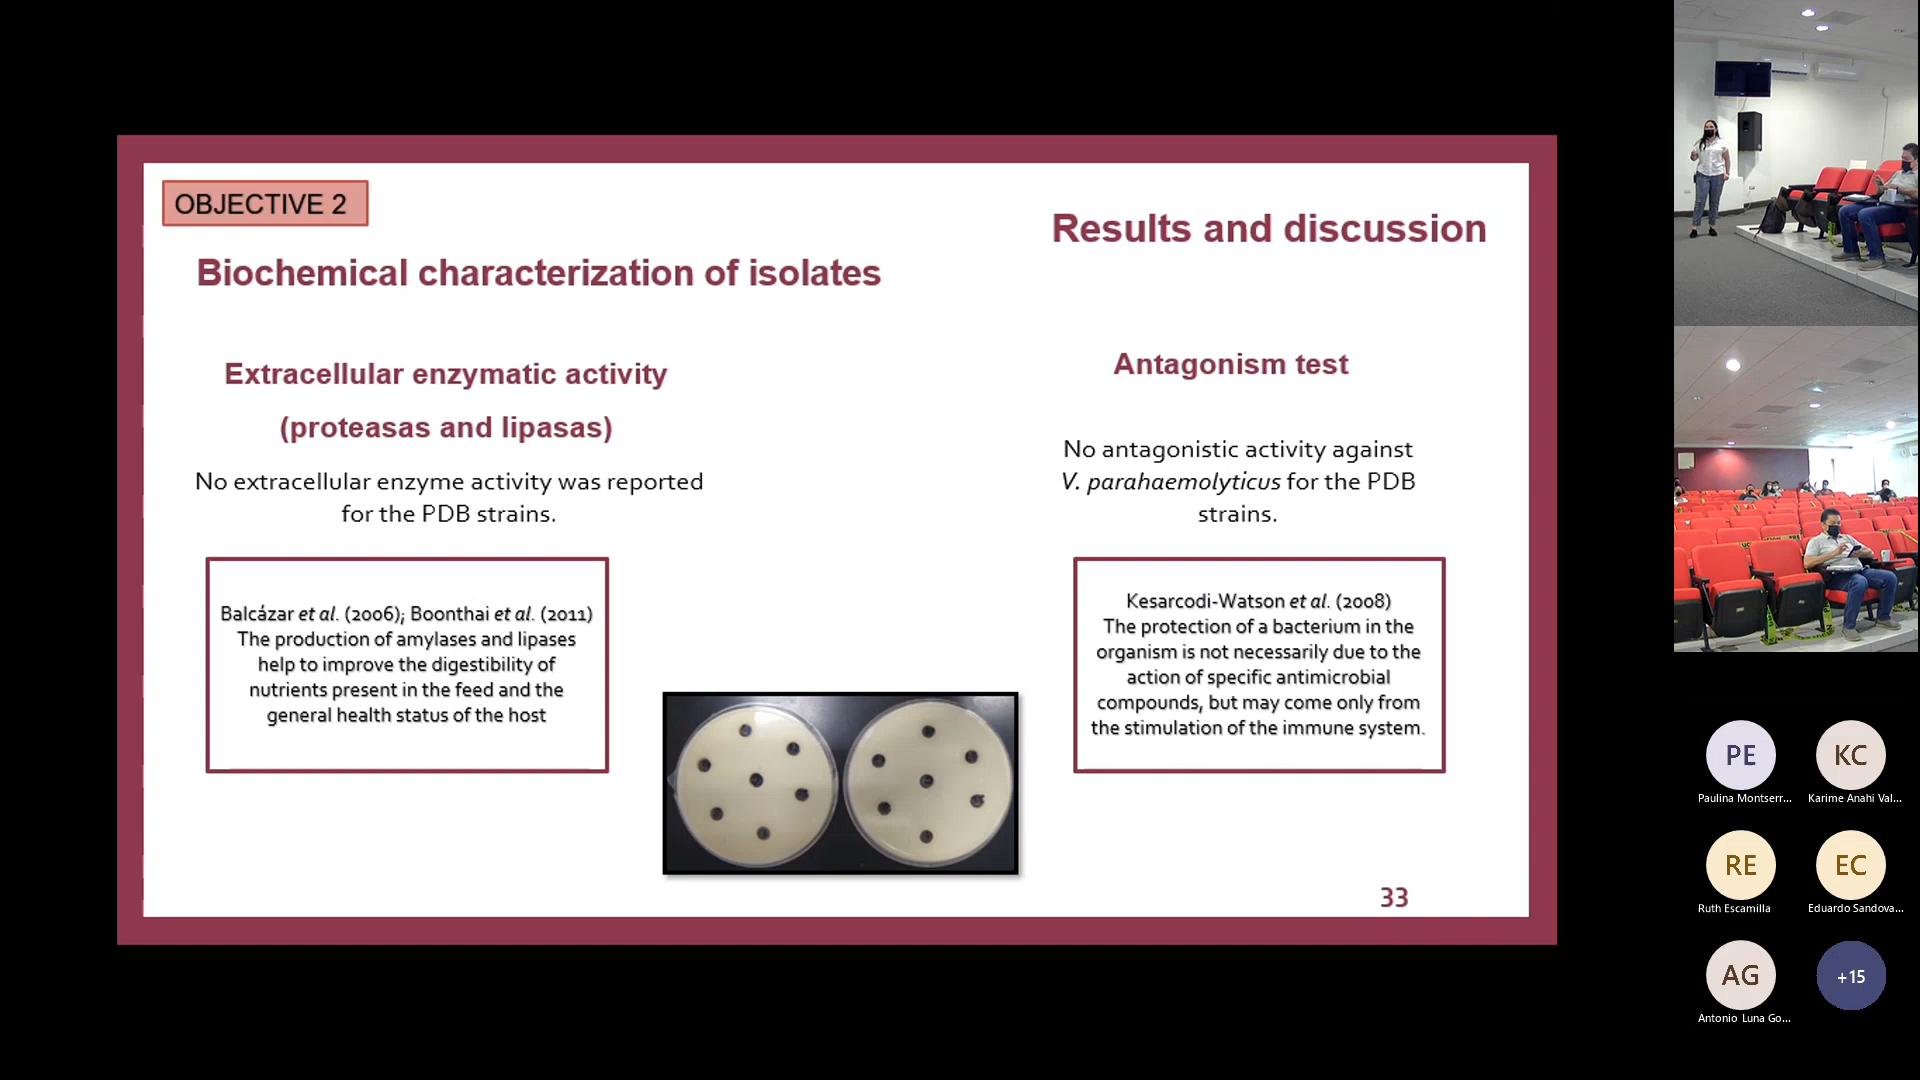 OBJECTIVE 2
Results and discussion
Biochemical characterization of isolates
Extracellular enzymatic activity
(proteasas and lipasas)
No extracellular enzyme activity was reported
for the PDB strains.
Balcázar et al. (2006); Boonthai et al. (2011)
The production of amylases and lipases
help to improve the digestibility of
nutrients present in the feed and the
general health status of the host
Antagonism test
No antagonistic activity against
V. parahaemolyticus for the PDB
strains.
Kesarcodi-Watson et al. (2008)
The protection of a bacterium in the
organism is not necessarily due to the
action of specific antimicrobial
compounds, but may come only from
the stimulation of the immune system.
33
PE
Paulina Montserr...
KC
Karime Anahi Val...
RE
Ruth Escamilla
EC
Eduardo Sandova...
AG
Antonio Luna Go...
+15